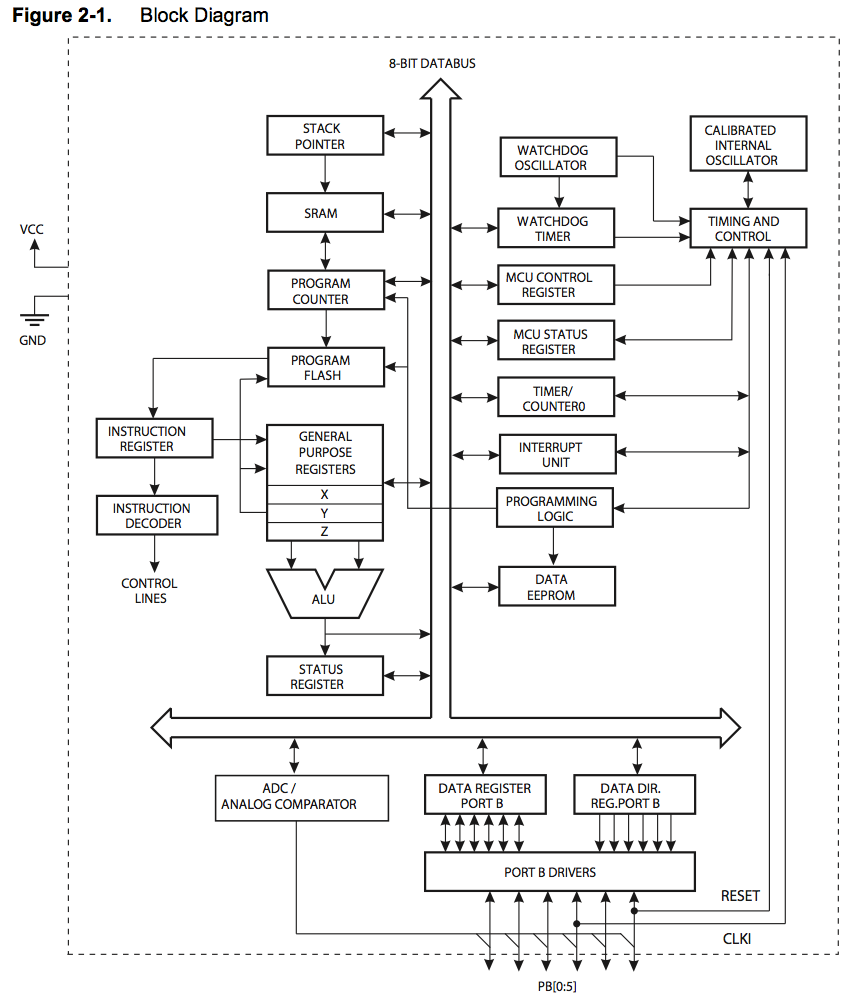 Figure 2-1. Block Diagram
8-BIT DATABUS
STACK
POINTER
WATCHDOG
OSCILLATOR
CALIBRATED
INTERNAL
OSCILLATOR
SRAM
WATCHDOG
TIMER
TIMING AND
CONTROL
VCC
PROGRAM
COUNTER
MCU CONTROL
REGISTER
GND
MCU STATUS
REGISTER
PROGRAM
FLASH
TIMER/
COUNTER0
INSTRUCTION
REGISTER
GENERAL
PURPOSE
REGISTERS
X
Y
Z
INTERRUPT
UNIT
INSTRUCTION
DECODER
PROGRAMMING
LOGIC
CONTROL
LINES
ALU
DATA
EEPROM
STATUS
REGISTER
ADC /
ANALOG COMPARATOR
DATA REGISTER
PORT B
DATA DIR.
REG.PORT B
PORT B DRIVERS
RESET
CLKI
PB[0:5]